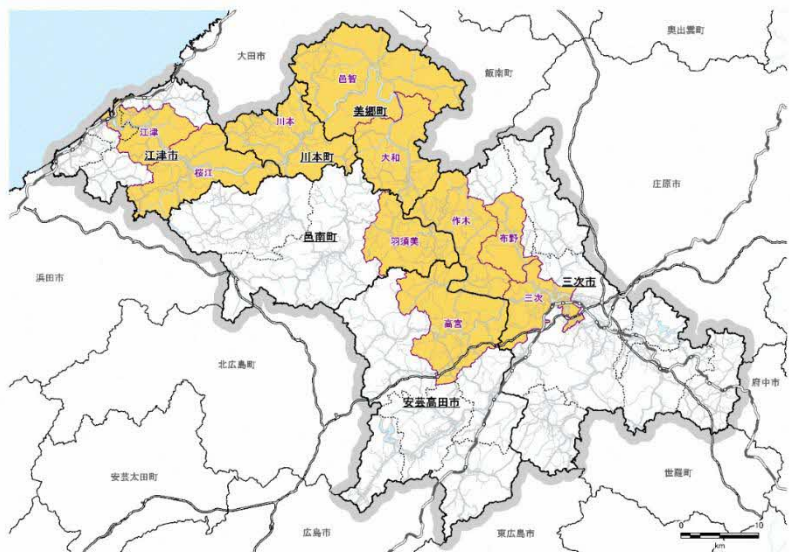 奥出雲町
大田市
飯南町
邑智
美郷町
川本
江津
江津市
川本町
大和
桜江
庄原市
作木
布野
羽須美
邑南町
浜田市
三次市
三次
高宮
北広島町
府中市
安芸高田市
安芸太田町
世羅町
広島市
東広島市
0 10
km